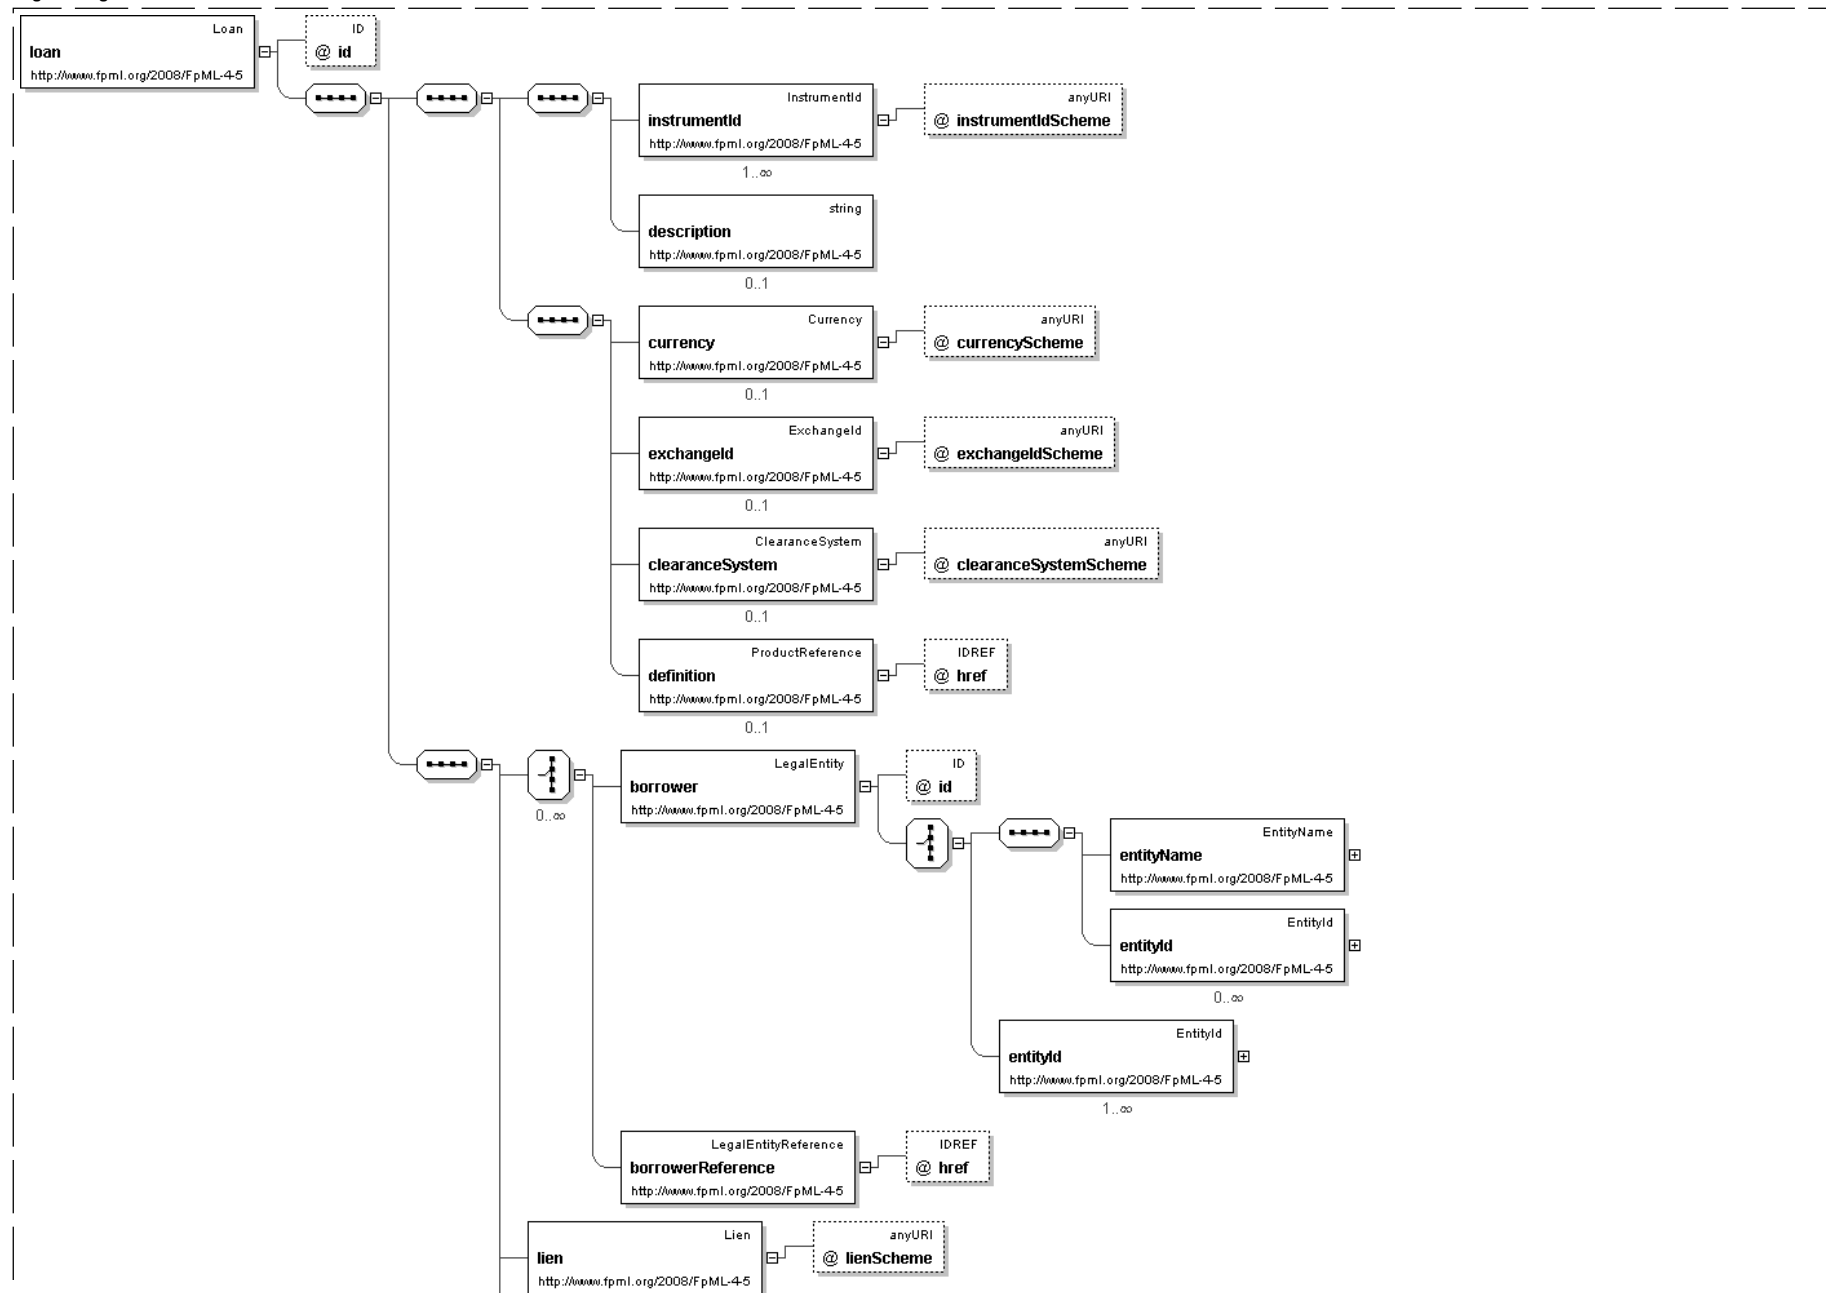 Loan
loan
http://www.fpml.org/2008/FpML-4-5
ID
@ id
InstrumentId
instrumentId
http://www.fpml.org/2008/FpML-4-5
1..∞
anyURI
@ instrumentIdScheme
string
description
http://www.fpml.org/2008/FpML-4-5
0..1
Currency
currency
http://www.fpml.org/2008/FpML-4-5
0..1
anyURI
@ currencyScheme
ExchangeId
exchangeId
http://www.fpml.org/2008/FpML-4-5
0..1
anyURI
@ exchangeIdScheme
ClearanceSystem
clearanceSystem
http://www.fpml.org/2008/FpML-4-5
0..1
anyURI
@ clearanceSystemScheme
ProductReference
definition
http://www.fpml.org/2008/FpML-4-5
0..1
IDREF
@ href
0..∞
LegalEntity
borrower
http://www.fpml.org/2008/FpML-4-5
ID
@ id
EntityName
entityName
http://www.fpml.org/2008/FpML-4-5
EntityId
entityId
http://www.fpml.org/2008/FpML-4-5
0..∞
EntityId
entityId
http://www.fpml.org/2008/FpML-4-5
1..∞
LegalEntityReference
borrowerReference
http://www.fpml.org/2008/FpML-4-5
IDREF
@ href
Lien
lien
http://www.fpml.org/2008/FpML-4-5
anyURI
@ lienScheme